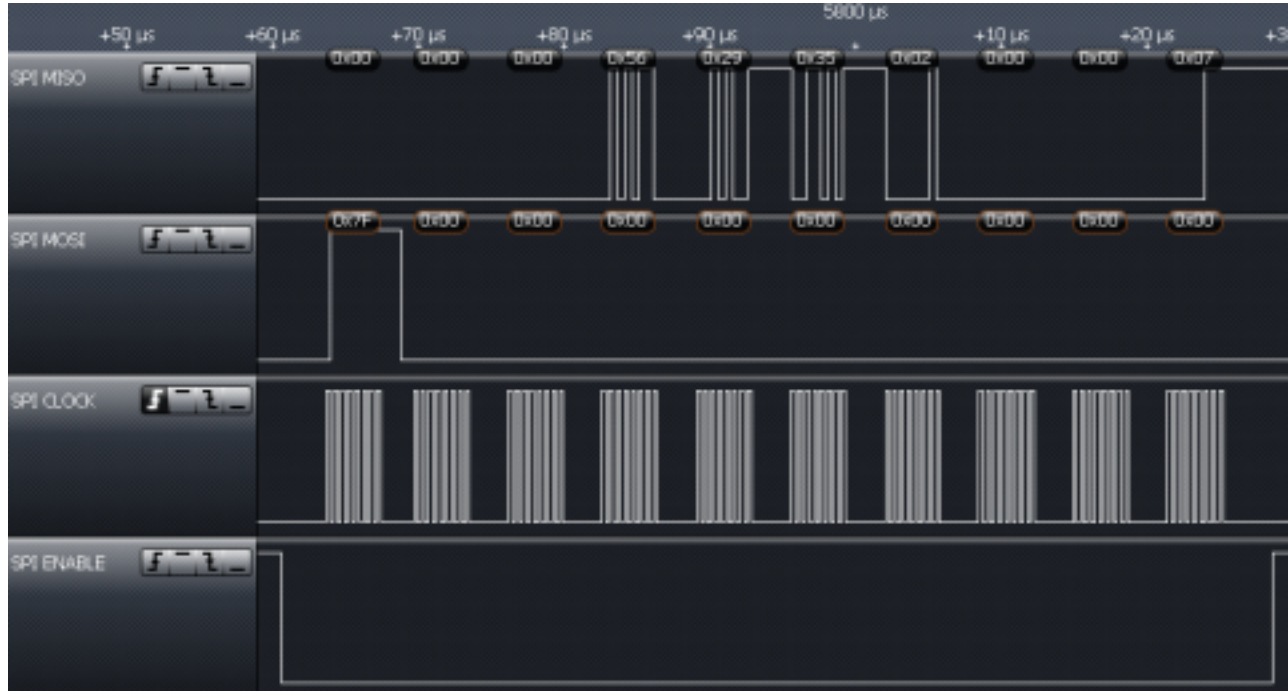 5800 µs
+50 µs +60 µs +70 µs +80 µs +90 µs +10 µs +20 µs +3
0x00 0x00 0x00 0x56 0x29 0x35 0x02 0x00 0x00 0x07
SPI MISO
0x7F 0x00 0x00 0x00 0x00 0x00 0x00 0x00 0x00 0x00
SPI MOSI
SPI CLOCK
SPI ENABLE